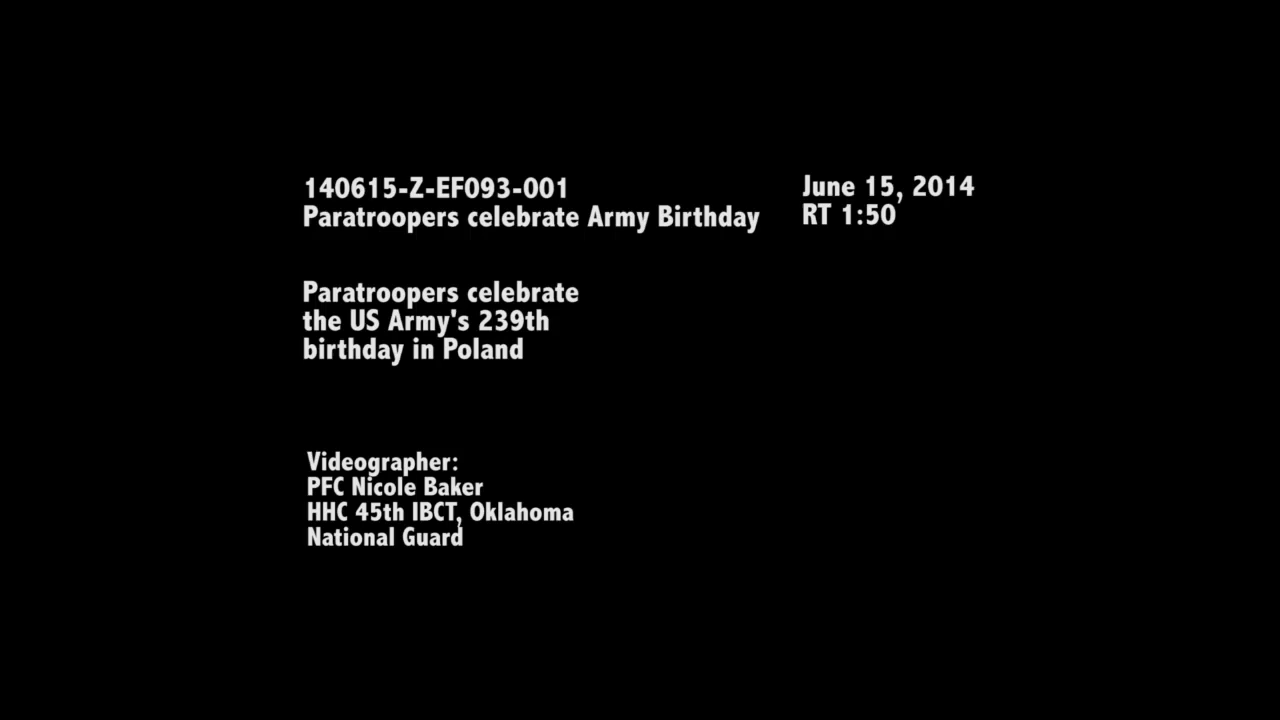 140615-Z-EF093-001
Paratroopers celebrate Army Birthday
June 15, 2014
RT 1:50
Paratroopers celebrate
the US Army's 239th
birthday in Poland
Videographer:
PFC Nicole Baker
HHC 45th IBCT, Oklahoma
National Guard